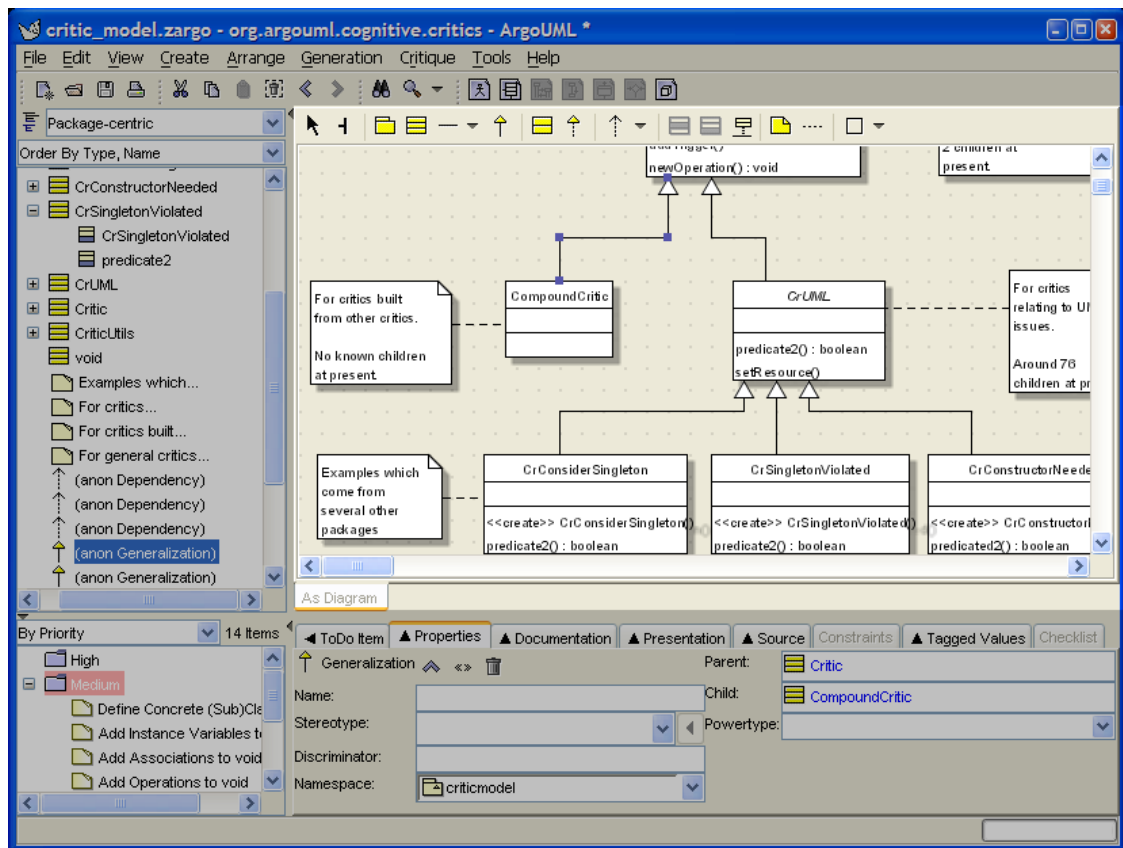 critic_model.zargo - org.argouml.cognitive.critics - ArgoUML *
File Edit View Create Arrange Generation Critique Tools Help
Package-centric
Order By Type, Name
CrConstructorNeeded
CrSingletonViolated
CrSingletonViolated
predicate2
CrUML
Critic
CriticUtils
void
Examples which...
For critics...
For critics built...
For general critics...
(anon Dependency)
(anon Dependency)
(anon Dependency)
(anon Generalization)
(anon Generalization)
newOperation() : void
2 children at
present.
For critics built
from other critics.
No known children
at present.
CompoundCritic
CrUML
predicate2() : boolean
setResource()
For critics
relating to
issues.
Around 76
children at
Examples which
come from
several other
packages
CrConsiderSingleton
<<create>> CrConsiderSingleton()
predicate2() : boolean
CrSingletonViolated
<<create>> CrSingletonViolated()
predicate2() : boolean
CrConstructorNeede
<<create>> CrConstructor
predicated2() : boolean
As Diagram
By Priority 14 Items
High
Medium
Define Concrete (Sub)Cla
Add Instance Variables t
Add Associations to void
Add Operations to void
ToDo Item Properties Documentation Presentation Source Constraints Tagged Values Checklist
Generalization
Name:
Stereotype:
Discriminator:
Namespace: criticmodel
Parent: Critic
Child: CompoundCritic
Powertype: